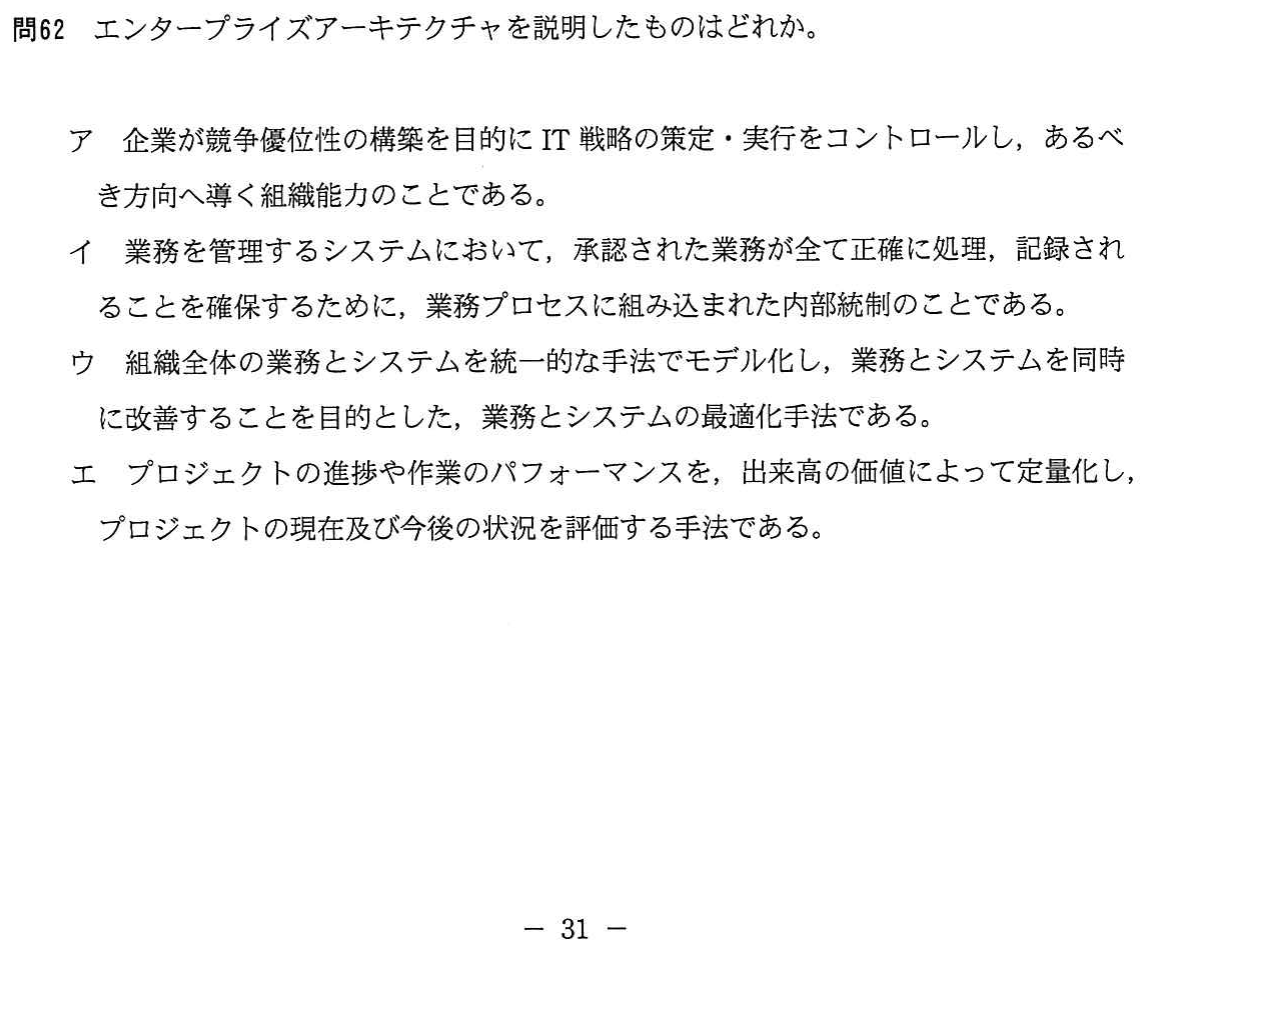 問62　エンタープライズアーキテクチャを説明したものはどれか。
ア　企業が競争優位性の構築を目的に IT 戦略の策定・実行をコントロールし，あるべ
き方向へ導く組織能力のことである。
イ　業務を管理するシステムにおいて，承認された業務が全て正確に処理，記録され
ることを確保するために，業務プロセスに組み込まれた内部統制のことである。
ウ　組織全体の業務とシステムを統一的な手法でモデル化し，業務とシステムを同時
に改善することを目的とした，業務とシステムの最適化手法である。
エ　プロジェクトの進捗や作業のパフォーマンスを，出来高の価値によって定量化し，
プロジェクトの現在及び今後の状況を評価する手法である。
－ 31 －